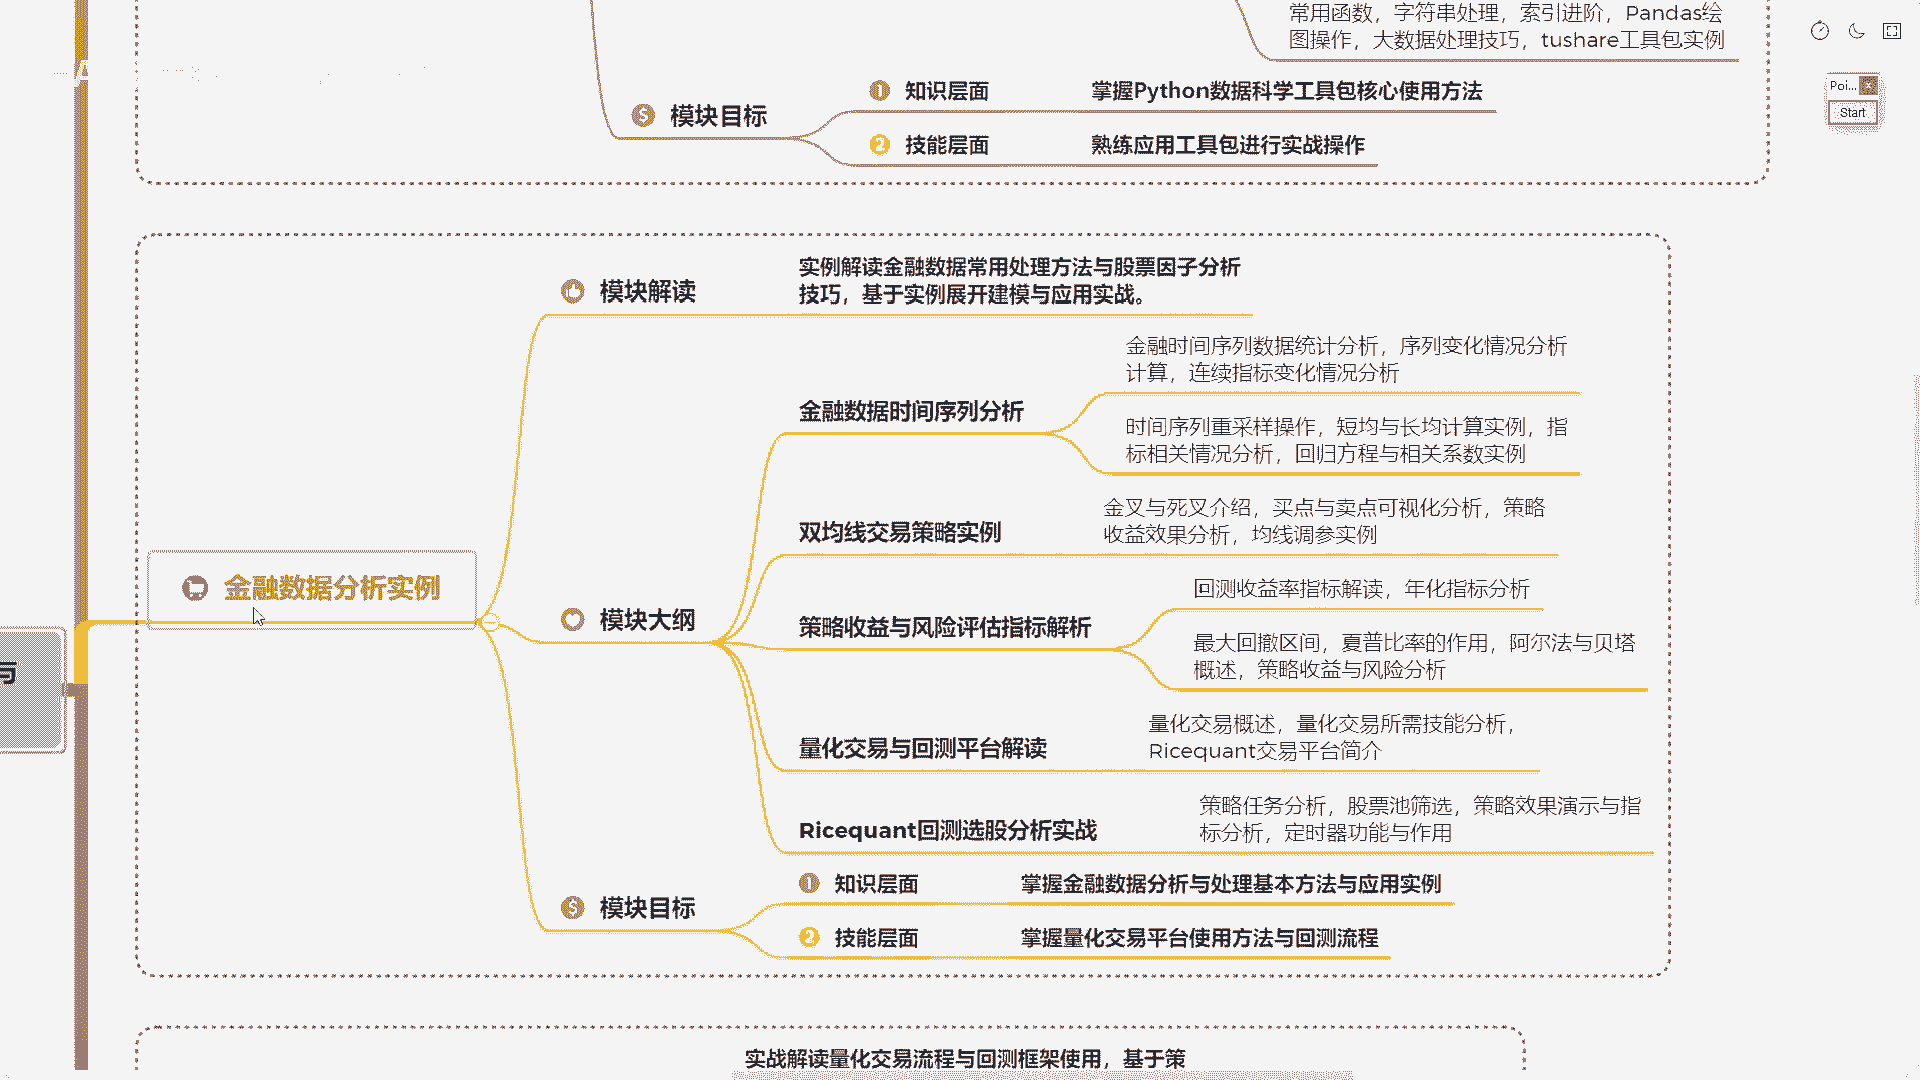 常用函数，字符串处理，索引进阶，Pandas绘
图操作，大数据处理技巧，tushare工具包实例
Poi...
Start
模块目标
1 知识层面 掌握Python数据科学工具包核心使用方法
2 技能层面 熟练应用工具包进行实战操作
模块解读
实例解读金融数据常用处理方法与股票因子分析
技巧，基于实例展开建模与应用实战。
金融数据时间序列分析
金融时间序列数据统计分析，序列变化情况分析
计算，连续指标变化情况分析
时间序列重采样操作，短均与长均计算实例，指
标相关情况分析，回归方程与相关系数实例
双均线交易策略实例
金叉与死叉介绍，买点与卖点可视化分析，策略
收益效果分析，均线调参实例
金融数据分析实例
模块大纲
策略收益与风险评估指标解析
回测收益率指标解读，年化指标分析
最大回撤区间，夏普比率的作用，阿尔法与贝塔
概述，策略收益与风险分析
与
量化交易与回测平台解读
量化交易概述，量化交易所需技能分析，
Ricequant交易平台简介
Ricequant回测选股分析实战
策略任务分析，股票池筛选，策略效果演示与指
标分析，定时器功能与作用
模块目标
1 知识层面 掌握金融数据分析与处理基本方法与应用实例
2 技能层面 掌握量化交易平台使用方法与回测流程
实战解读量化交易流程与回测框架使用，基于策